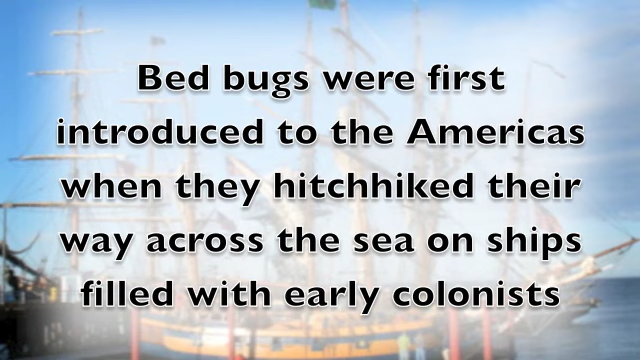 Bed bugs were first
introduced to the Americas
when they hitchhiked their
way across the sea on ships
filled with early colonists